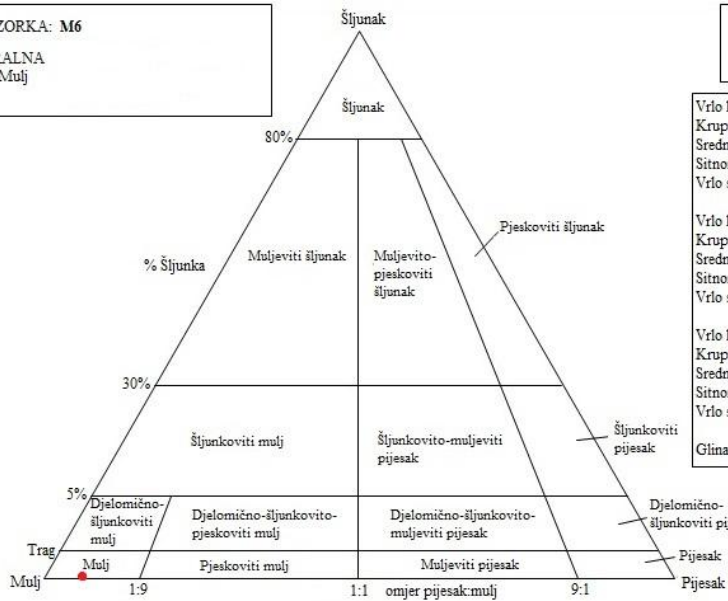 ZORKA: M6
Mulj
Šljunak
Šljunak
80%
Pjeskoviti šljunak
% Šljunka
Muljeviti šljunak
Muljevito-
pjeskoviti
šljunak
30%
Šljunkoviti mulj
Šljunkovito-muljeviti
pijesak
Šljunkoviti
pijesak
5%
Djelomično-
šljunkoviti
mulj
Djelomično-šljunkovito-
pjeskoviti mulj
Djelomično-šljunkovito-
muljeviti pijesak
Djelomično-
šljunkoviti
Trag
Mulj
Pjeskoviti mulj
Muljeviti pijesak
Pijesak
Mulj
1:9
1:1
omjer pijesak:mulj
9:1
Pijesak
Vrlo
Krup
Sredn
Sitno
Vrlo
Vrlo
Krup
Sredn
Sitno
Vrlo
Vrlo
Krup
Sredn
Sitno
Vrlo
Glina